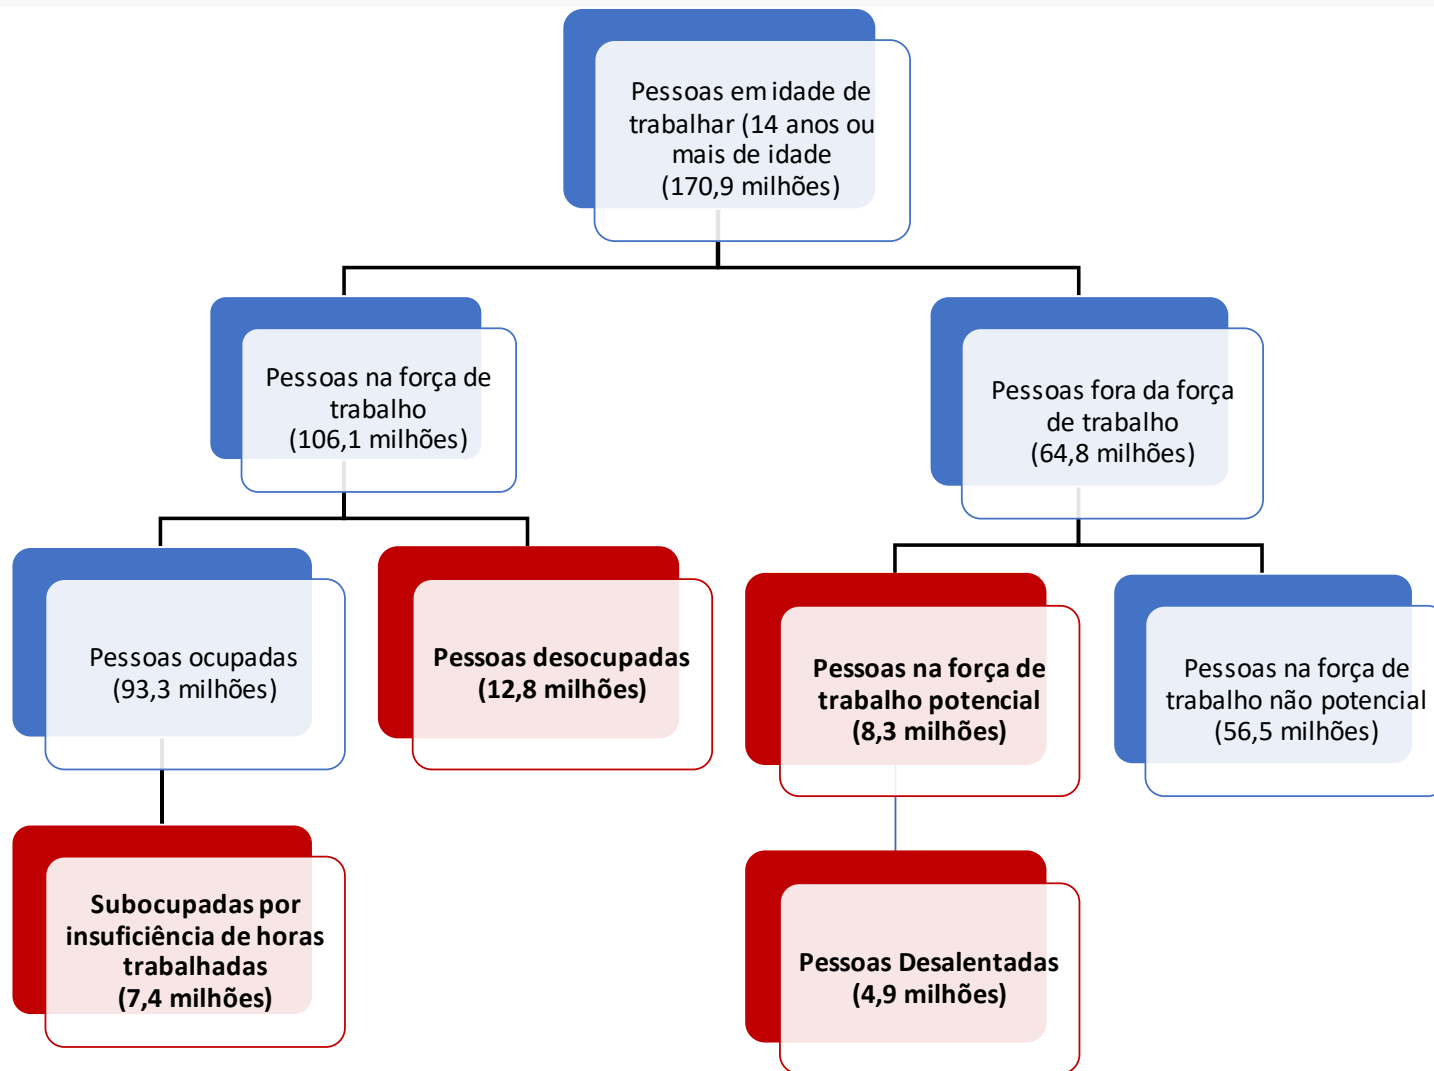 Pessoas em idade de
trabalhar (14 anos ou
mais de idade
(170,9 milhões)
Pessoas na força de
trabalho
(106,1 milhões)
Pessoas fora da força
de trabalho
(64,8 milhões)
Pessoas ocupadas
(93,3 milhões)
Pessoas desocupadas
(12,8 milhões)
Pessoas na força de
trabalho potencial
(8,3 milhões)
Pessoas na força de
trabalho não potencial
(56,5 milhões)
Subocupadas por
insuficiência de horas
trabalhadas
(7,4 milhões)
Pessoas Desalentadas
(4,9 milhões)